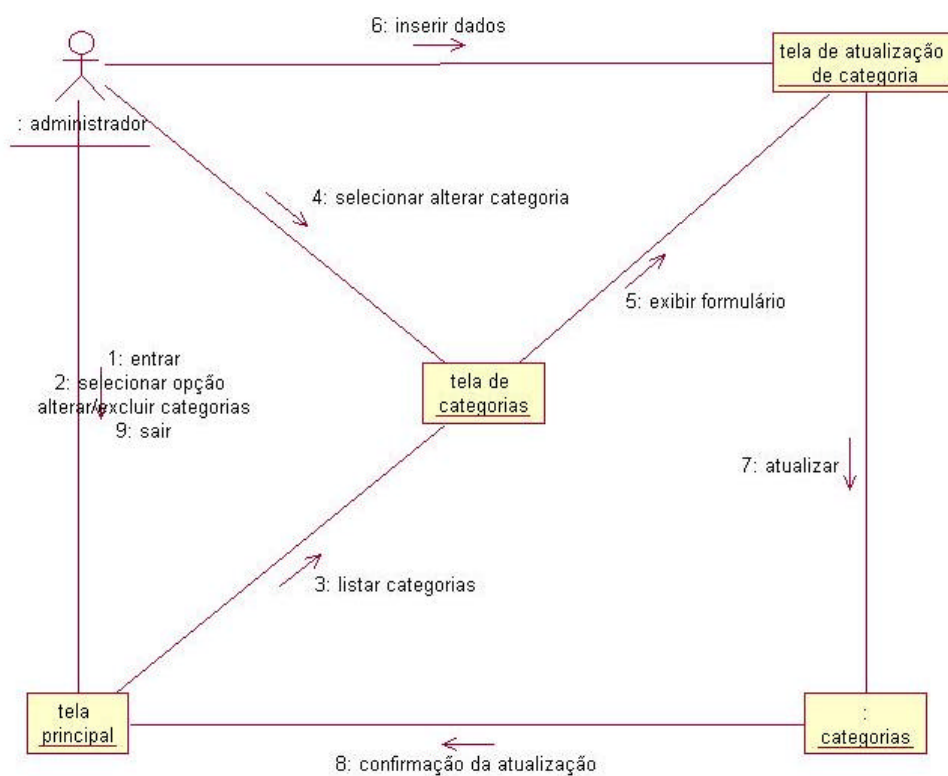 6: inserir dados
tela de atualização
de categoria
: administrador
4: selecionar alterar categoria
5: exibir formulário
1: entrar
2: selecionar opção
alterar/excluir categorias
9: sair
tela de
categorias
7: atualizar
3: listar categorias
tela
principal
:
categorias
8: confirmação da atualização